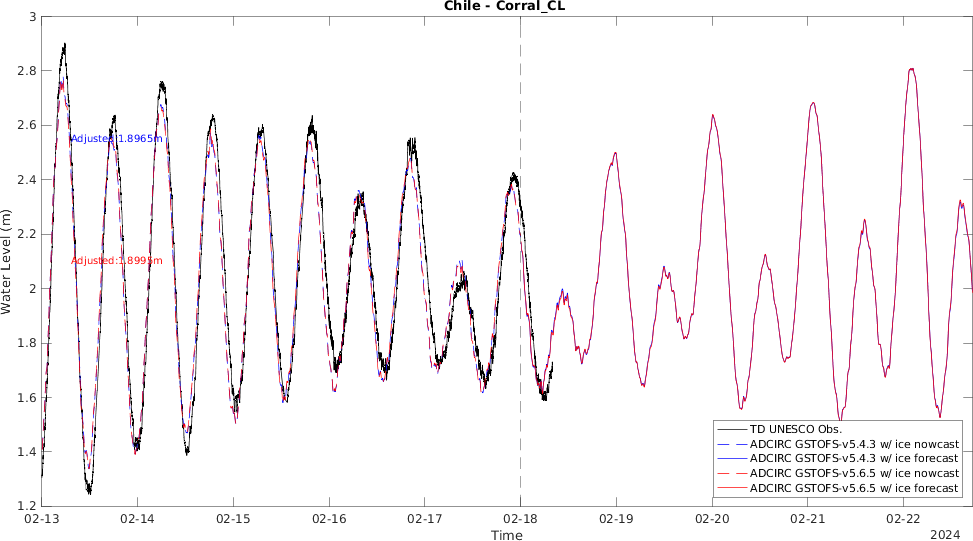 Chile - Corral_CL
3
2.8
2.6
2.4
2.2
2
1.8
1.6
1.4
1.2
Water Level (m)
Adjusted:1.8965m
Adjusted:1.8995m
TD UNESCO Obs.
ADCIRC GSTOFS-v5.4.3 w/ ice nowcast
ADCIRC GSTOFS-v5.4.3 w/ ice forecast
ADCIRC GSTOFS-v5.6.5 w/ ice nowcast
ADCIRC GSTOFS-v5.6.5 w/ ice forecast
02-13 02-14 02-15 02-16 02-17 02-18 02-19 02-20 02-21 02-22
Time
2024